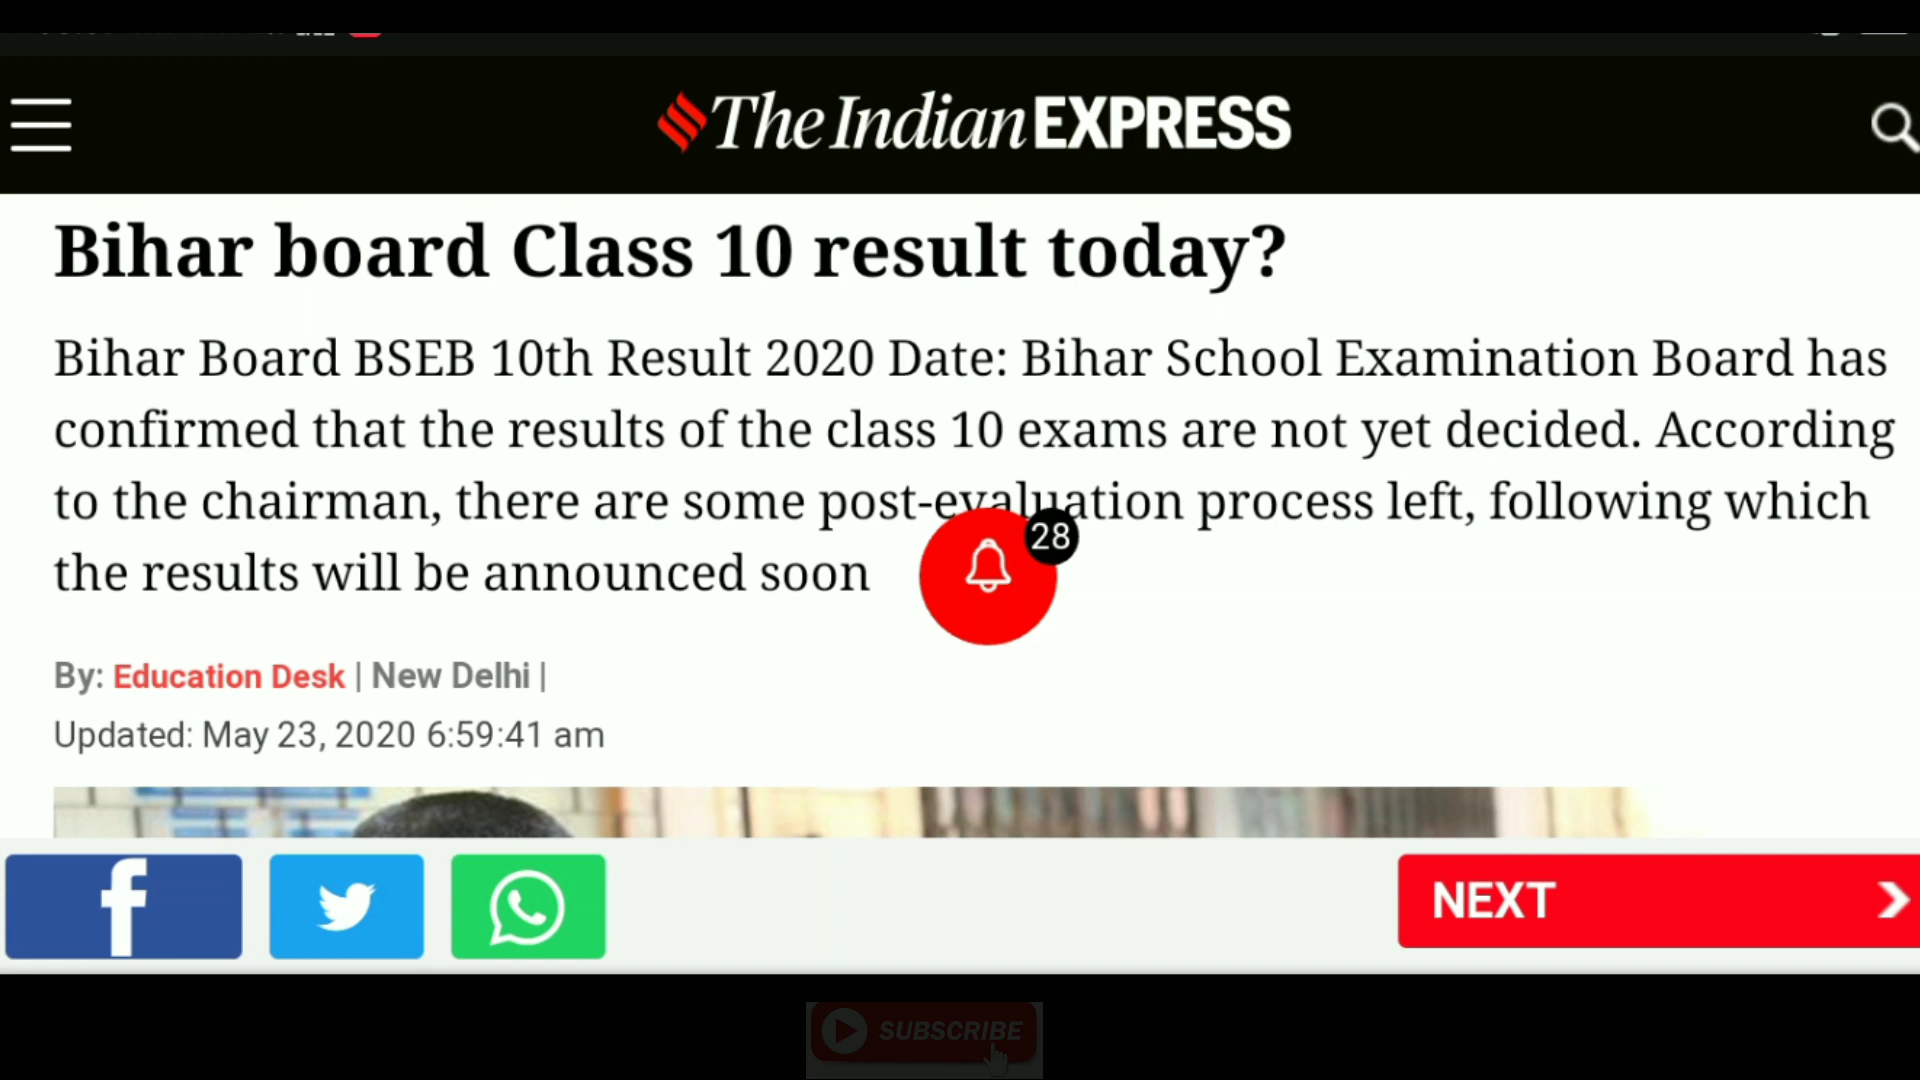 The Indian EXPRESS
Bihar board Class 10 result today?
Bihar Board BSEB 10th Result 2020 Date: Bihar School Examination Board has
confirmed that the results of the class 10 exams are not yet decided. According
to the chairman, there are some post-evaluation process left, following which
the results will be announced soon
28
By: Education Desk | New Delhi |
Updated: May 23, 2020 6:59:41 am
NEXT
SUBSCRIBE